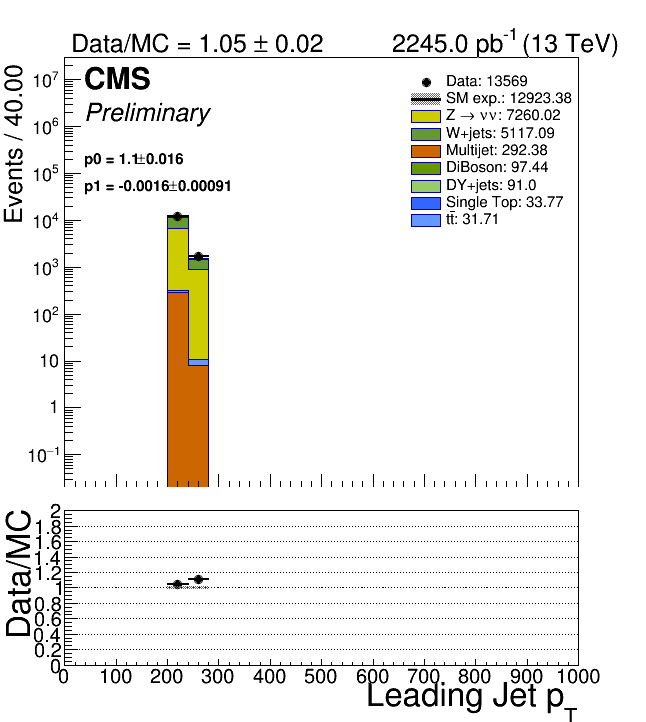 Data/MC = 1.05 ± 0.02 2245.0 pb⁻¹ (13 TeV)
CMS
Preliminary
p0 = 1.1±0.016
p1 = -0.0016±0.00091
Data: 13569
SM exp.: 12923.38
Z → νν: 7260.02
W+jets: 5117.09
Multijet: 292.38
DiBoson: 97.44
DY+jets: 91.0
Single Top: 33.77
tt̄: 31.71
Events / 40.00
10⁷
10⁶
10⁵
10⁴
10³
10²
10
1
10⁻¹
Data/MC
2
1.8
1.6
1.4
1.2
1
0.8
0.6
0.4
0.2
0
0 100 200 300 400 500 600 700 800 900 1000
Leading Jet p_T